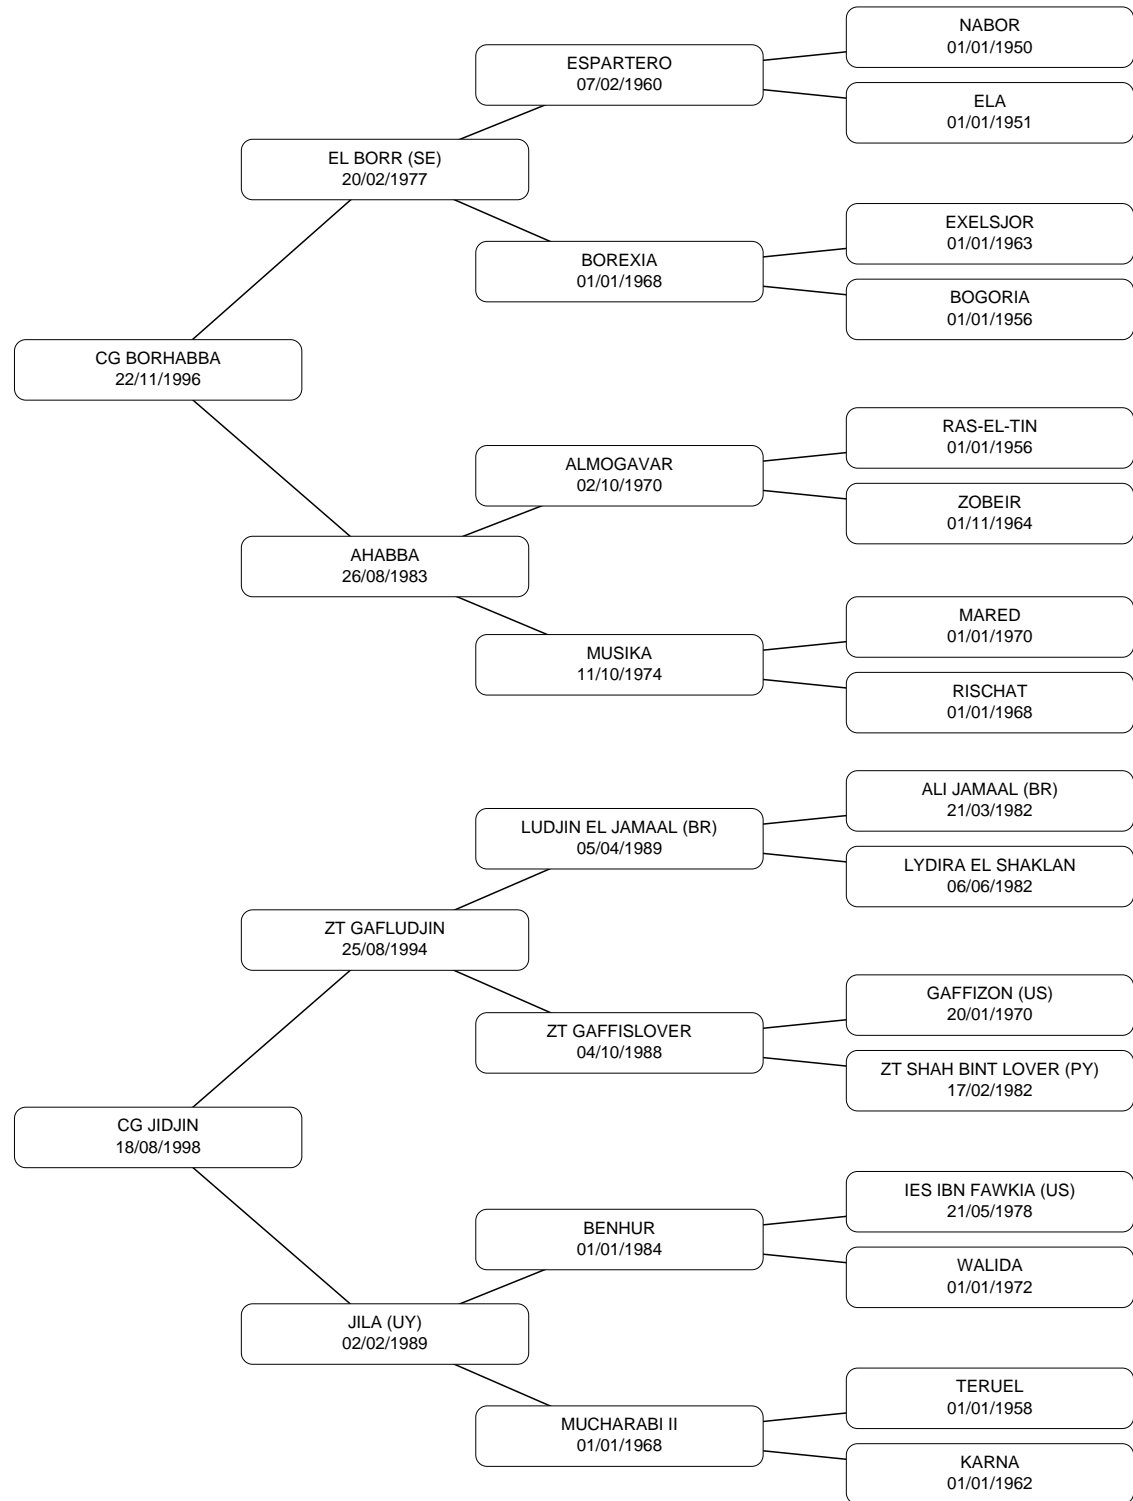 NABOR
01/01/1950
ESPARTERO
07/02/1960
ELA
01/01/1951
EL BORR (SE)
20/02/1977
EXELSJOR
01/01/1963
BOREXIA
01/01/1968
BOGORIA
01/01/1956
CG BORHABBA
22/11/1996
RAS-EL-TIN
01/01/1956
ALMOGAVAR
02/10/1970
ZOBEIR
01/11/1964
AHABBA
26/08/1983
MARED
01/01/1970
MUSIKA
11/10/1974
RISCHAT
01/01/1968
ALI JAMAAL (BR)
21/03/1982
LUDJIN EL JAMAAL (BR)
05/04/1989
LYDIRA EL SHAKLAN
06/06/1982
ZT GAFLUDJIN
25/08/1994
GAFFIZON (US)
20/01/1970
ZT GAFFISLOVER
04/10/1988
ZT SHAH BINT LOVER (PY)
17/02/1982
CG JIDJIN
18/08/1998
IES IBN FAWKIA (US)
21/05/1978
BENHUR
01/01/1984
WALIDA
01/01/1972
JILA (UY)
02/02/1989
TERUEL
01/01/1958
MUCHARABI II
01/01/1968
KARNA
01/01/1962